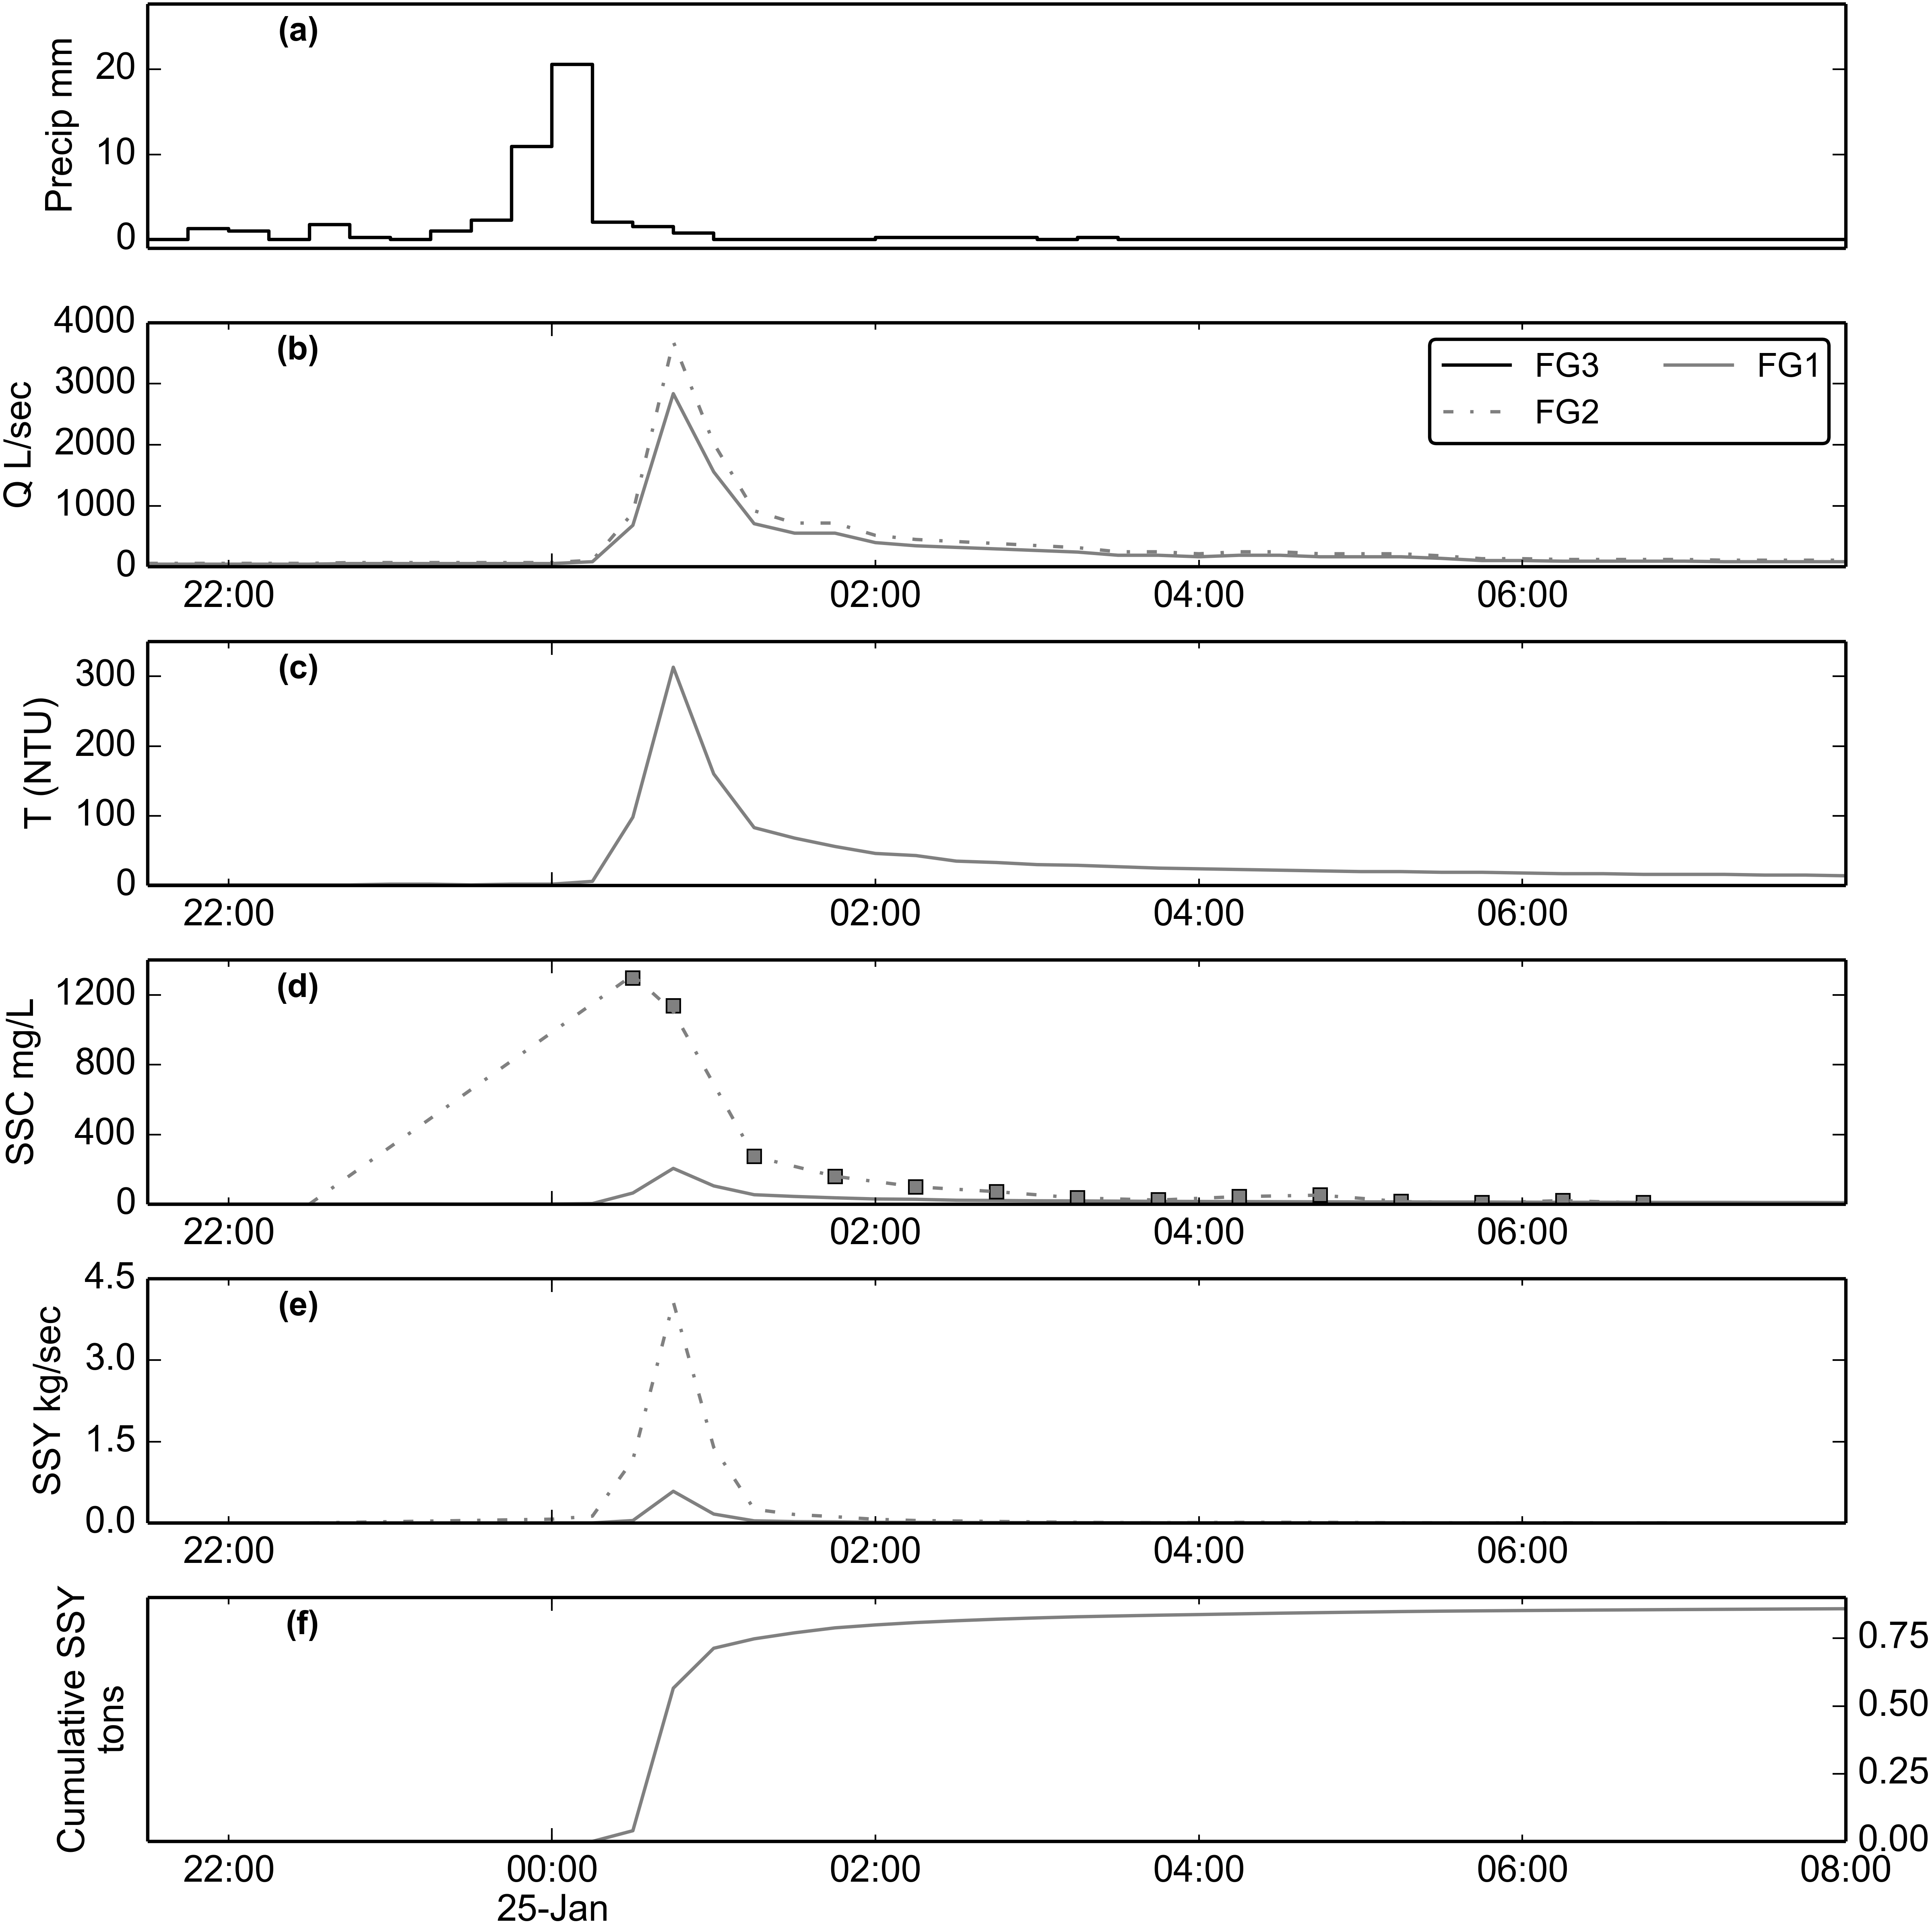 (a)
Precip mm
20
10
0
(b)
Q L/sec
4000
3000
2000
1000
0
FG3 FG1
FG2
22:00 02:00 04:00 06:00
(c)
T (NTU)
300
200
100
0
22:00 02:00 04:00 06:00
(d)
SSC mg/L
1200
800
400
0
22:00 02:00 04:00 06:00
(e)
SSY kg/sec
4.5
3.0
1.5
0.0
22:00 02:00 04:00 06:00
(f)
Cumulative SSY
tons
0.75
0.50
0.25
0.00
22:00 00:00 02:00 04:00 06:00 08:00
25-Jan